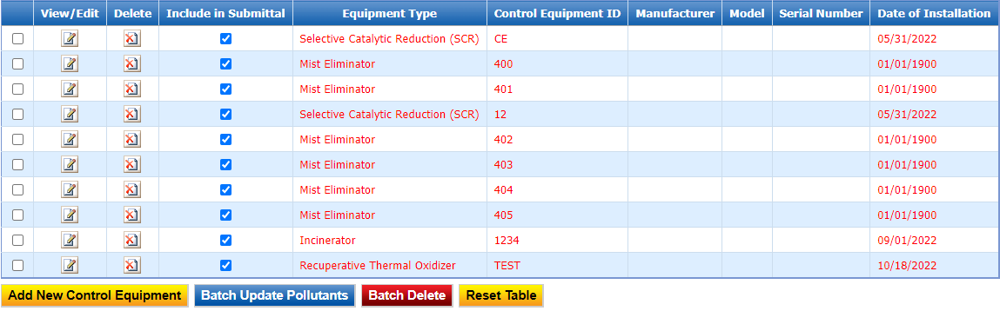 View/Edit Delete Include in Submittal Equipment Type Control Equipment ID Manufacturer Model Serial Number Date of Installation
Selective Catalytic Reduction (SCR) CE 05/31/2022
Mist Eliminator 400 01/01/1900
Mist Eliminator 401 01/01/1900
Selective Catalytic Reduction (SCR) 12 05/31/2022
Mist Eliminator 402 01/01/1900
Mist Eliminator 403 01/01/1900
Mist Eliminator 404 01/01/1900
Mist Eliminator 405 01/01/1900
Incinerator 1234 09/01/2022
Recuperative Thermal Oxidizer TEST 10/18/2022
Add New Control Equipment Batch Update Pollutants Batch Delete Reset Table